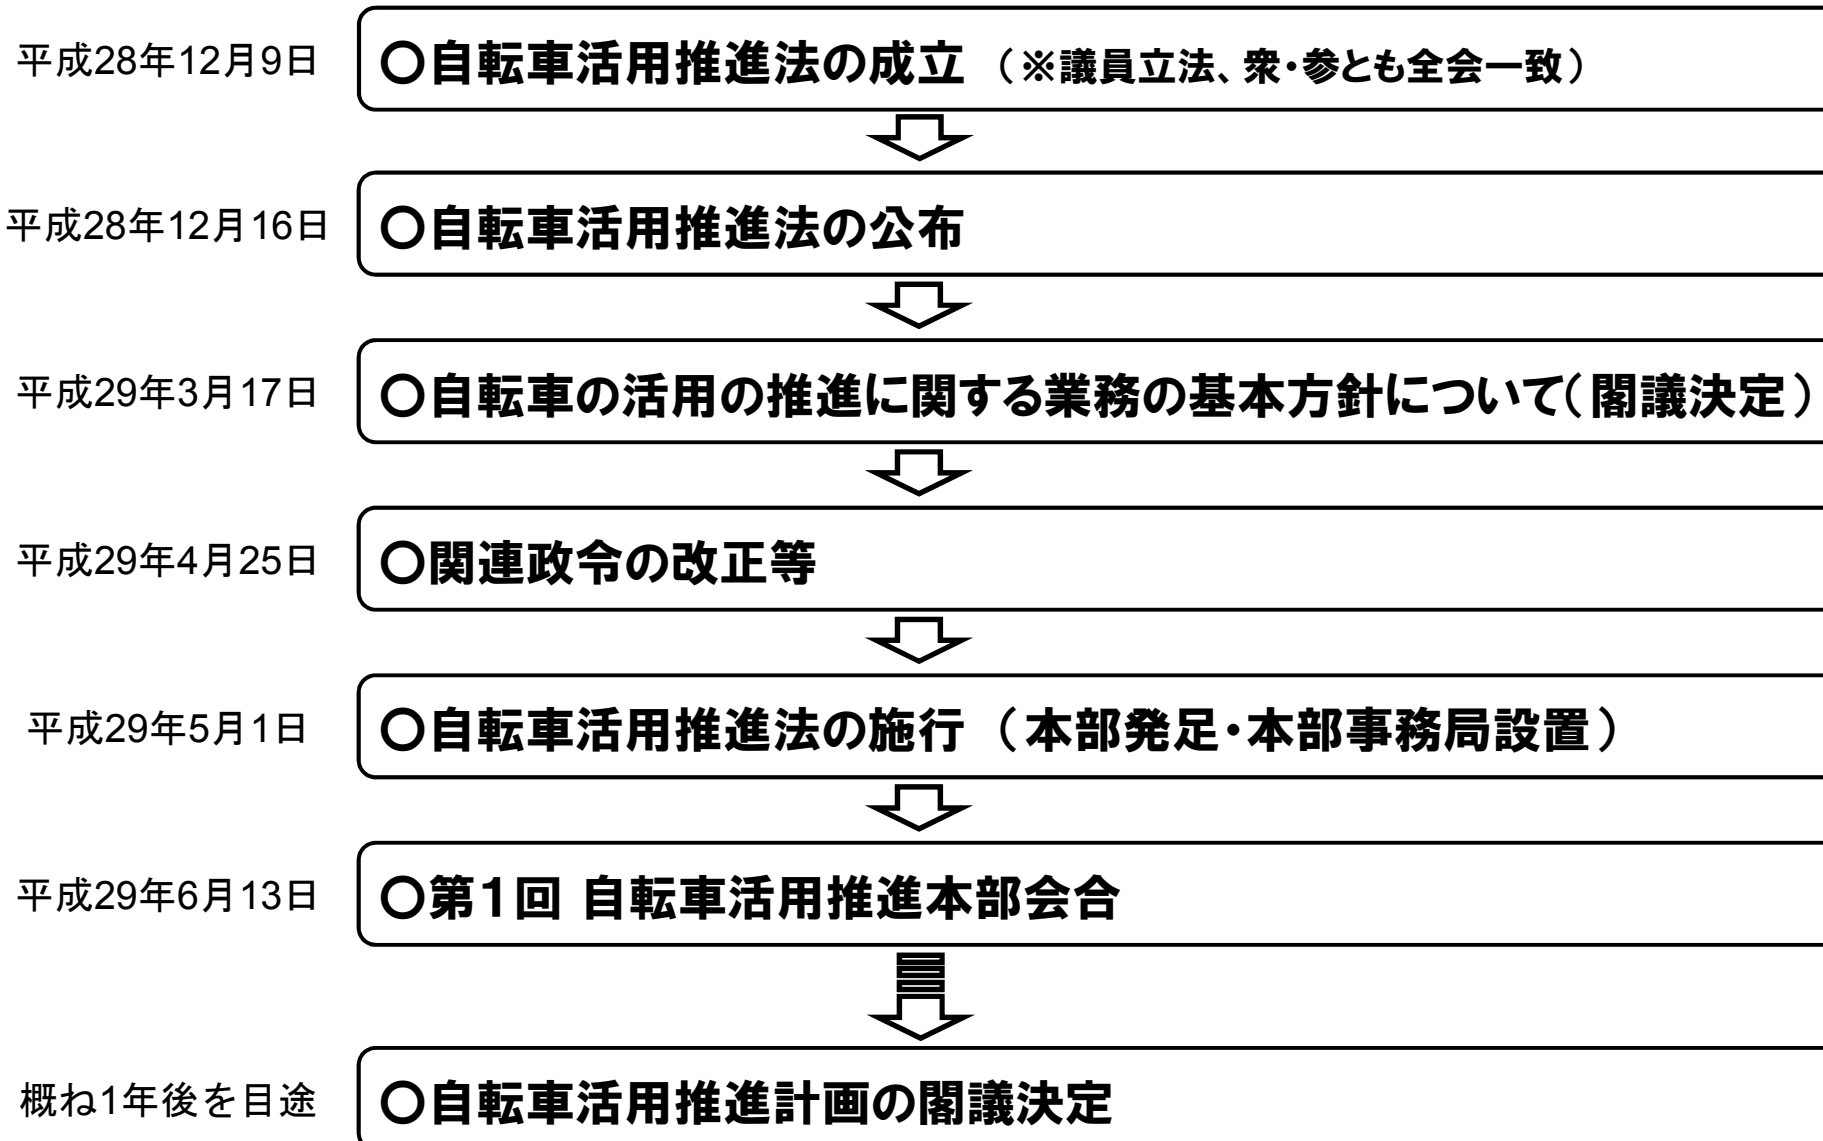 平成28年12月9日
〇自転車活用推進法の成立（※議員立法、衆・参とも全会一致）
平成28年12月16日
〇自転車活用推進法の公布
平成29年3月17日
〇自転車の活用の推進に関する業務の基本方針について（閣議決定）
平成29年4月25日
〇関連政令の改正等
平成29年5月1日
〇自転車活用推進法の施行（本部発足・本部事務局設置）
平成29年6月13日
〇第1回 自転車活用推進本部会合
概ね1年後を目途
〇自転車活用推進計画の閣議決定